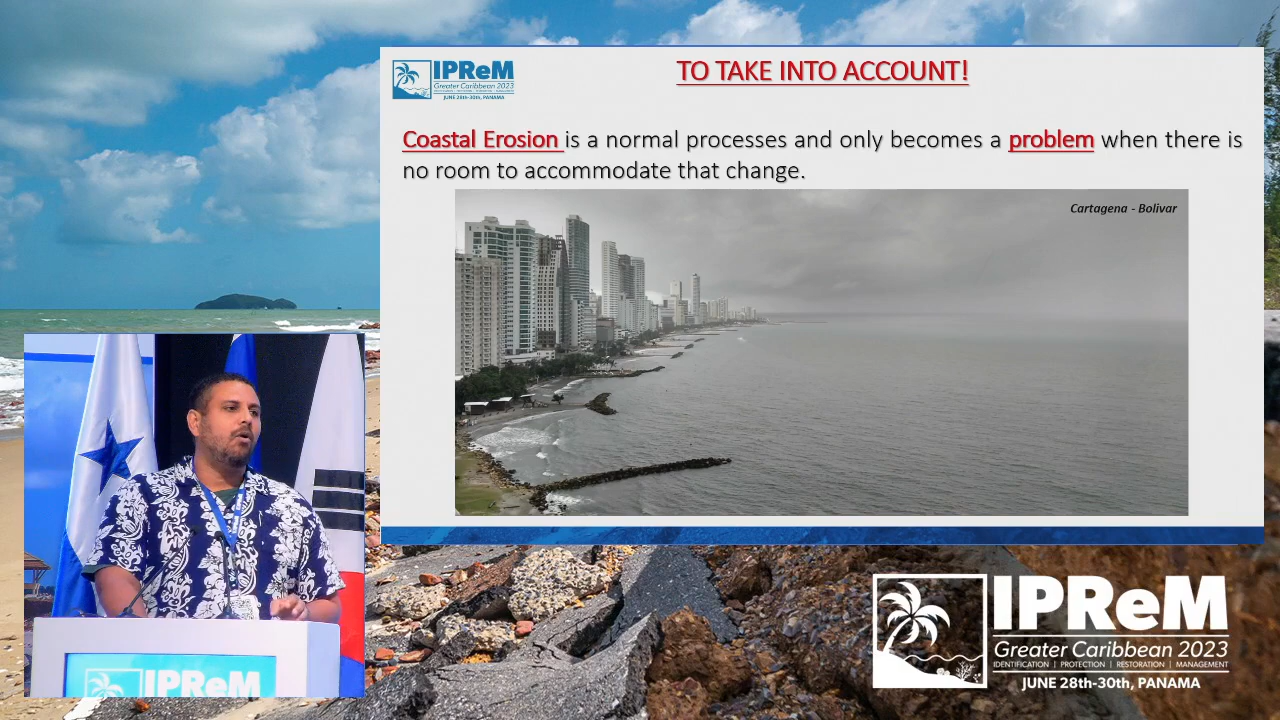 IPReM
Greater Caribbean 2023
JUNE 28th-30th, PANAMA
TO TAKE INTO ACCOUNT!
Coastal Erosion is a normal processes and only becomes a problem when there is
no room to accommodate that change.
Cartagena - Bolivar
IPReM
IPReM
Greater Caribbean 2023
IDENTIFICATION | PROTECTION | RESTORATION | MANAGEMENT
JUNE 28th-30th, PANAMA